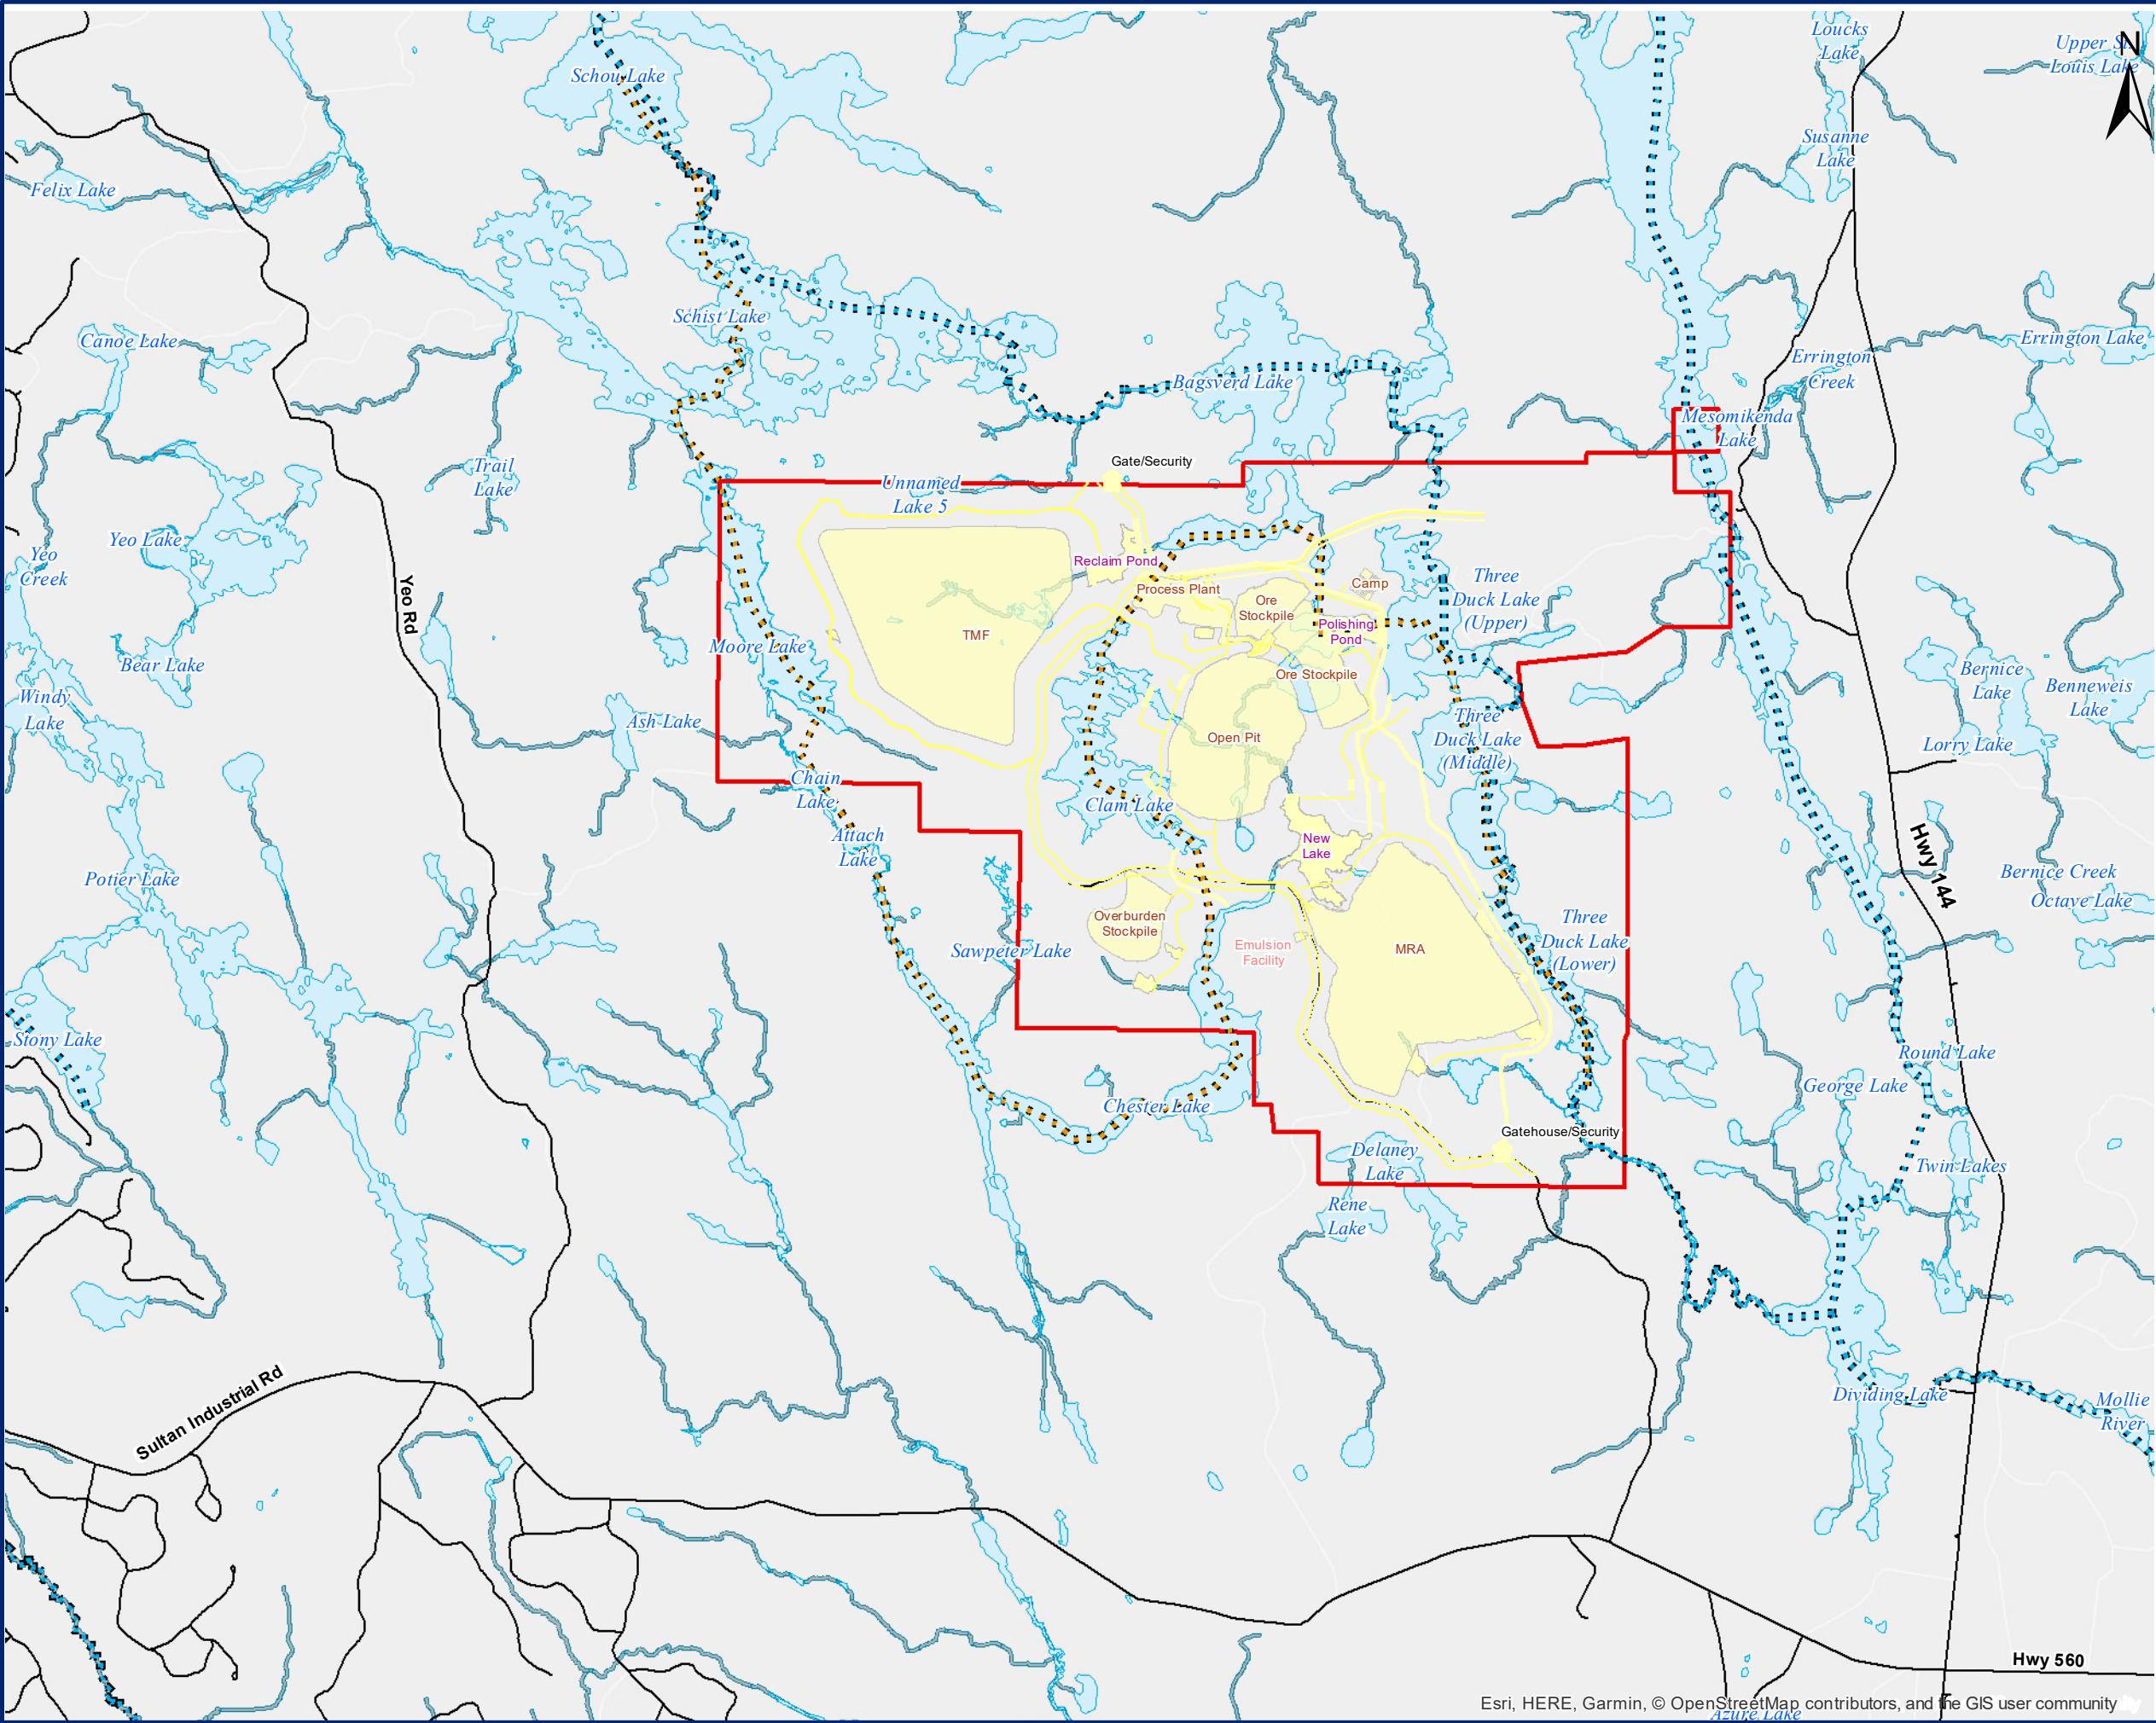 Loucks
Lake
Upper St.
Louis Lake
N
Schou Lake
Susanne
Lake
Felix Lake
Schist Lake
Canoe Lake
Errington Lake
Errington
Creek
Bagsverd Lake
Mesomikenda
Lake
Trail
Lake
Gate/Security
Unnamed
Lake 5
Yeo Lake
Yeo
Creek
Reclaim Pond
Process Plant
Camp
Ore
Stockpile
Three
Duck Lake
(Upper)
Yeo Rd
TMF
Polishing
Pond
Moore Lake
Bear Lake
Ore Stockpile
Bernice
Lake
Benneweis
Lake
Windy
Lake
Ash Lake
Three
Duck Lake
(Middle)
Open Pit
Lorry Lake
Chain
Lake
Clam Lake
Attach
Lake
New
Lake
Hwy 144
Potier Lake
Bernice Creek
Octave Lake
Overburden
Stockpile
Three
Duck Lake
(Lower)
Sawpeter Lake
Emulsion
Facility
MRA
Stony Lake
Round Lake
George Lake
Chester Lake
Gatehouse/Security
Delaney
Lake
Twin Lakes
Rene
Lake
Dividing Lake
Mollie
River
Sultan Industrial Rd
Hwy 560
Esri, HERE, Garmin, © OpenStreetMap contributors, and the GIS user community
Azure Lake